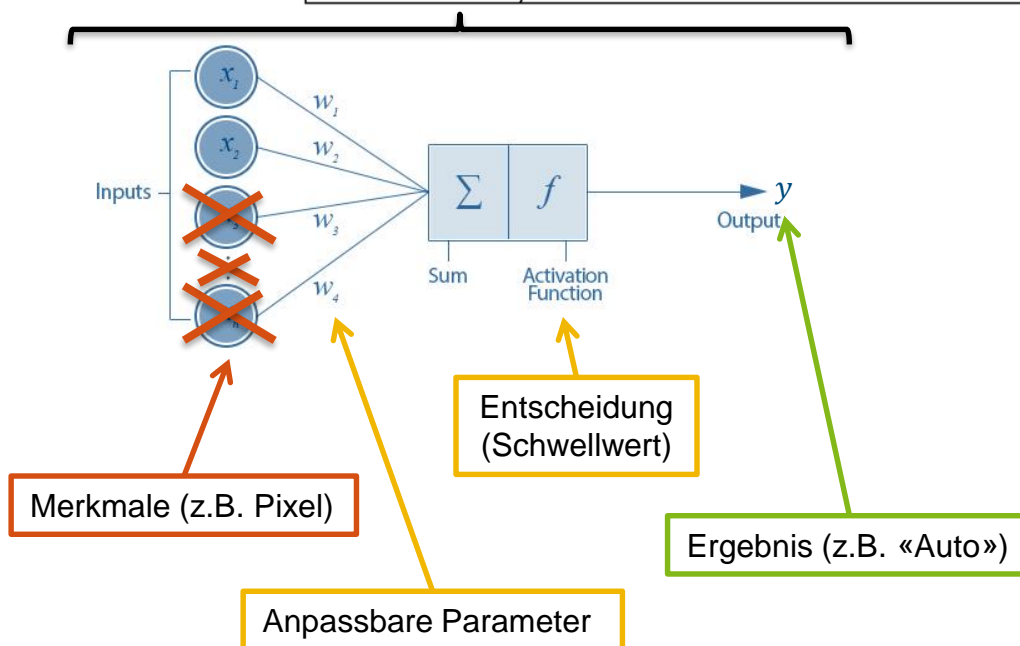 x1
w1
x2
w2
Inputs
Σ
f
y
w3
Output
Sum
Activation
Function
w4
Entscheidung
(Schwellwert)
Merkmale (z.B. Pixel)
Ergebnis (z.B. «Auto»)
Anpassbare Parameter